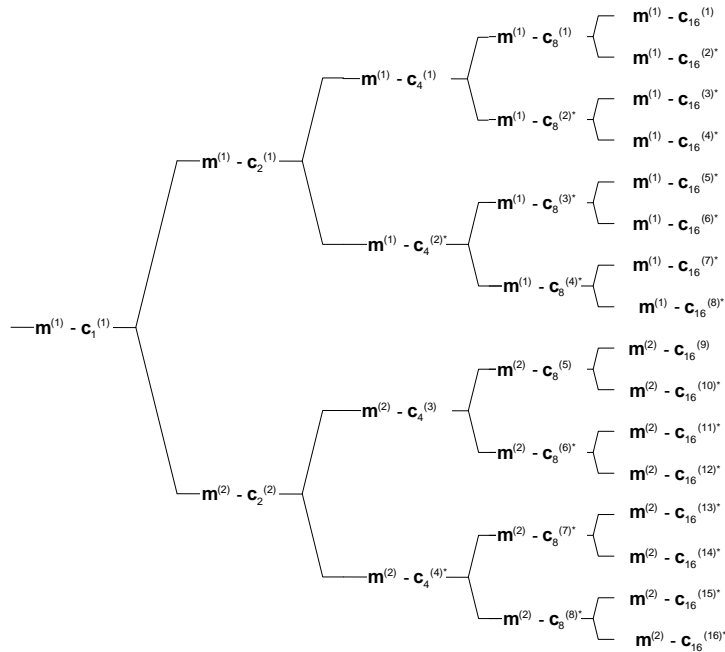 m(1) - c16(1)
m(1) - c8(1)
m(1) - c16(2)*
m(1) - c4(1)
m(1) - c16(3)*
m(1) - c8(2)*
m(1) - c16(4)*
m(1) - c2(1)
m(1) - c16(5)*
m(1) - c8(3)*
m(1) - c16(6)*
m(1) - c4(2)*
m(1) - c16(7)*
m(1) - c8(4)*
m(1) - c16(8)*
m(1) - c1(1)
m(2) - c16(9)
m(2) - c8(5)
m(2) - c16(10)*
m(2) - c4(3)
m(2) - c16(11)*
m(2) - c8(6)*
m(2) - c16(12)*
m(2) - c2(2)
m(2) - c16(13)*
m(2) - c8(7)*
m(2) - c16(14)*
m(2) - c4(4)*
m(2) - c16(15)*
m(2) - c8(8)*
m(2) - c16(16)*